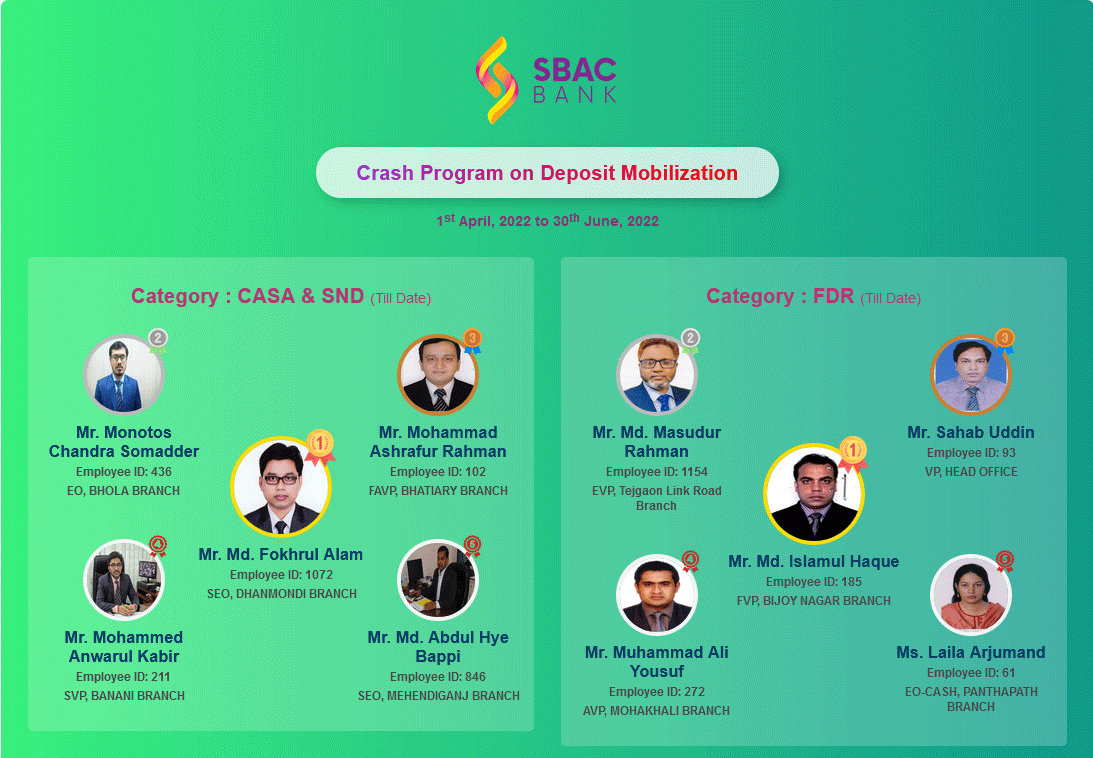 SBAC
BANK
Crash Program on Deposit Mobilization
1st April, 2022 to 30th June, 2022
Category : CASA & SND (Till Date)
2
Mr. Monotos
Chandra Somadder
Employee ID: 436
EO, BHOLA BRANCH
3
Mr. Mohammad
Ashrafur Rahman
Employee ID: 102
FAVP, BHATIARY BRANCH
1
Mr. Md. Fokhrul Alam
Employee ID: 1072
SEO, DHANMONDI BRANCH
4
Mr. Mohammed
Anwarul Kabir
Employee ID: 211
SVP, BANANI BRANCH
5
Mr. Md. Abdul Hye
Bappi
Employee ID: 846
SEO, MEHENDIGANJ BRANCH
Category : FDR (Till Date)
2
Mr. Md. Masudur
Rahman
Employee ID: 1154
EVP, Tejgaon Link Road
Branch
3
Mr. Sahab Uddin
Employee ID: 93
VP, HEAD OFFICE
1
Mr. Md. Islamul Haque
Employee ID: 185
FVP, BIJOY NAGAR BRANCH
4
Mr. Muhammad Ali
Yousuf
Employee ID: 272
AVP, MOHAKHALI BRANCH
5
Ms. Laila Arjumand
Employee ID: 61
EO-CASH, PANTHAPATH
BRANCH